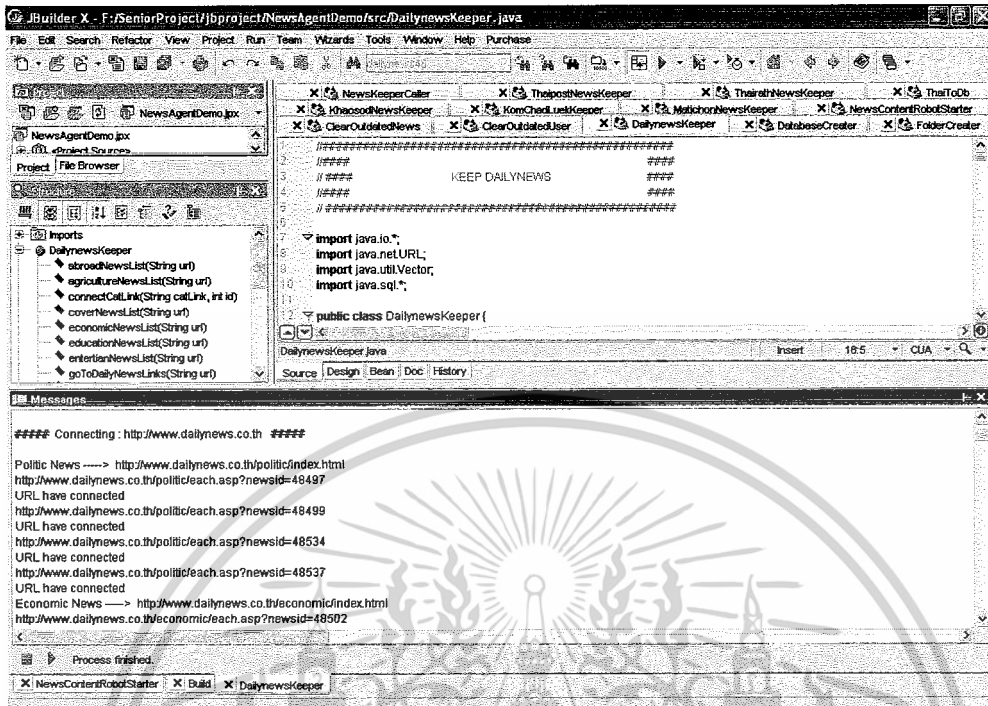 JBuilder X - F:/SeniorProject/jbproject/NewsAgentDemo/src/DailynewsKeeper.java
File Edit Search Refactor View Project Run Team Wizards Tools Window Help Purchase
NewsAgentDemo.jpx
NewsAgentDemo.jpx
<Project Source>
Project File Browser
Imports
DailynewsKeeper
abroadNewsList(String url)
agricultureNewsList(String url)
connectCatLink(String catLink, int id)
coverNewsList(String url)
economicNewsList(String url)
educationNewsList(String url)
entertianNewsList(String url)
goToDailyNewsLinks(String url)
NewsKeeperCaller ThaipostNewsKeeper ThairathNewsKeeper ThaiToDb
KhaosodNewsKeeper KomChadLuekKeeper MatichonNewsKeeper NewsContentRobotStarter
ClearOutdatedNews ClearOutdatedUser DailynewsKeeper DatabaseCreater FolderCreater
2 //#### ####
3 // #### KEEP DAILYNEWS ####
4 //#### ####
7 import java.io.*;
8 import java.net.URL;
9 import java.util.Vector;
10 import java.sql.*;
11
12 public class DailynewsKeeper {
DailynewsKeeper.java Insert 16:5 CUA
Source Design Bean Doc History
Messages
##### Connecting : http://www.dailynews.co.th #####
Politic News -----> http://www.dailynews.co.th/politic/index.html
http://www.dailynews.co.th/politic/each.asp?newsid=48497
URL have connected
http://www.dailynews.co.th/politic/each.asp?newsid=48499
URL have connected
http://www.dailynews.co.th/politic/each.asp?newsid=48534
URL have connected
http://www.dailynews.co.th/politic/each.asp?newsid=48537
URL have connected
Economic News -----> http://www.dailynews.co.th/economic/index.html
http://www.dailynews.co.th/economic/each.asp?newsid=48502
Process finished.
NewsContentRobotStarter Build DailynewsKeeper